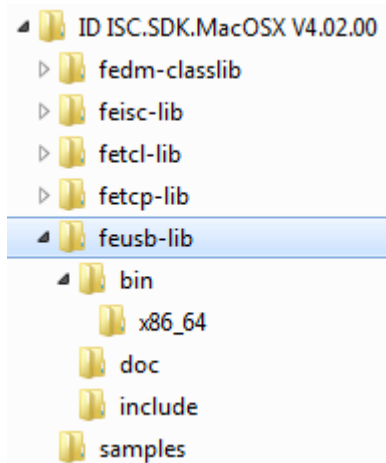 ID ISC.SDK.MacOSX V4.02.00
fedm-classlib
feisc-lib
fetcl-lib
fetcp-lib
feusb-lib
bin
x86_64
doc
include
samples